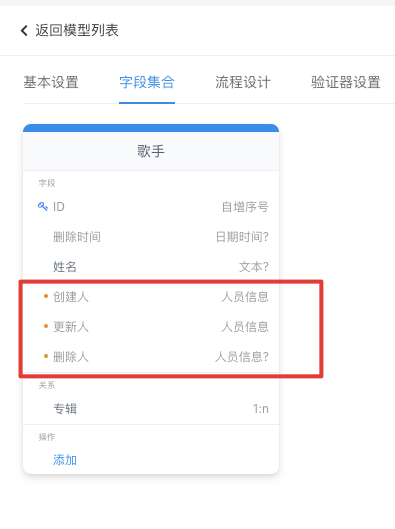 返回模型列表
基本设置 字段集合 流程设计 验证器设置
歌手
字段
ID 自增序号
删除时间 日期时间?
姓名 文本?
创建人 人员信息
更新人 人员信息
删除人 人员信息?
关系
专辑 1:n
操作
添加